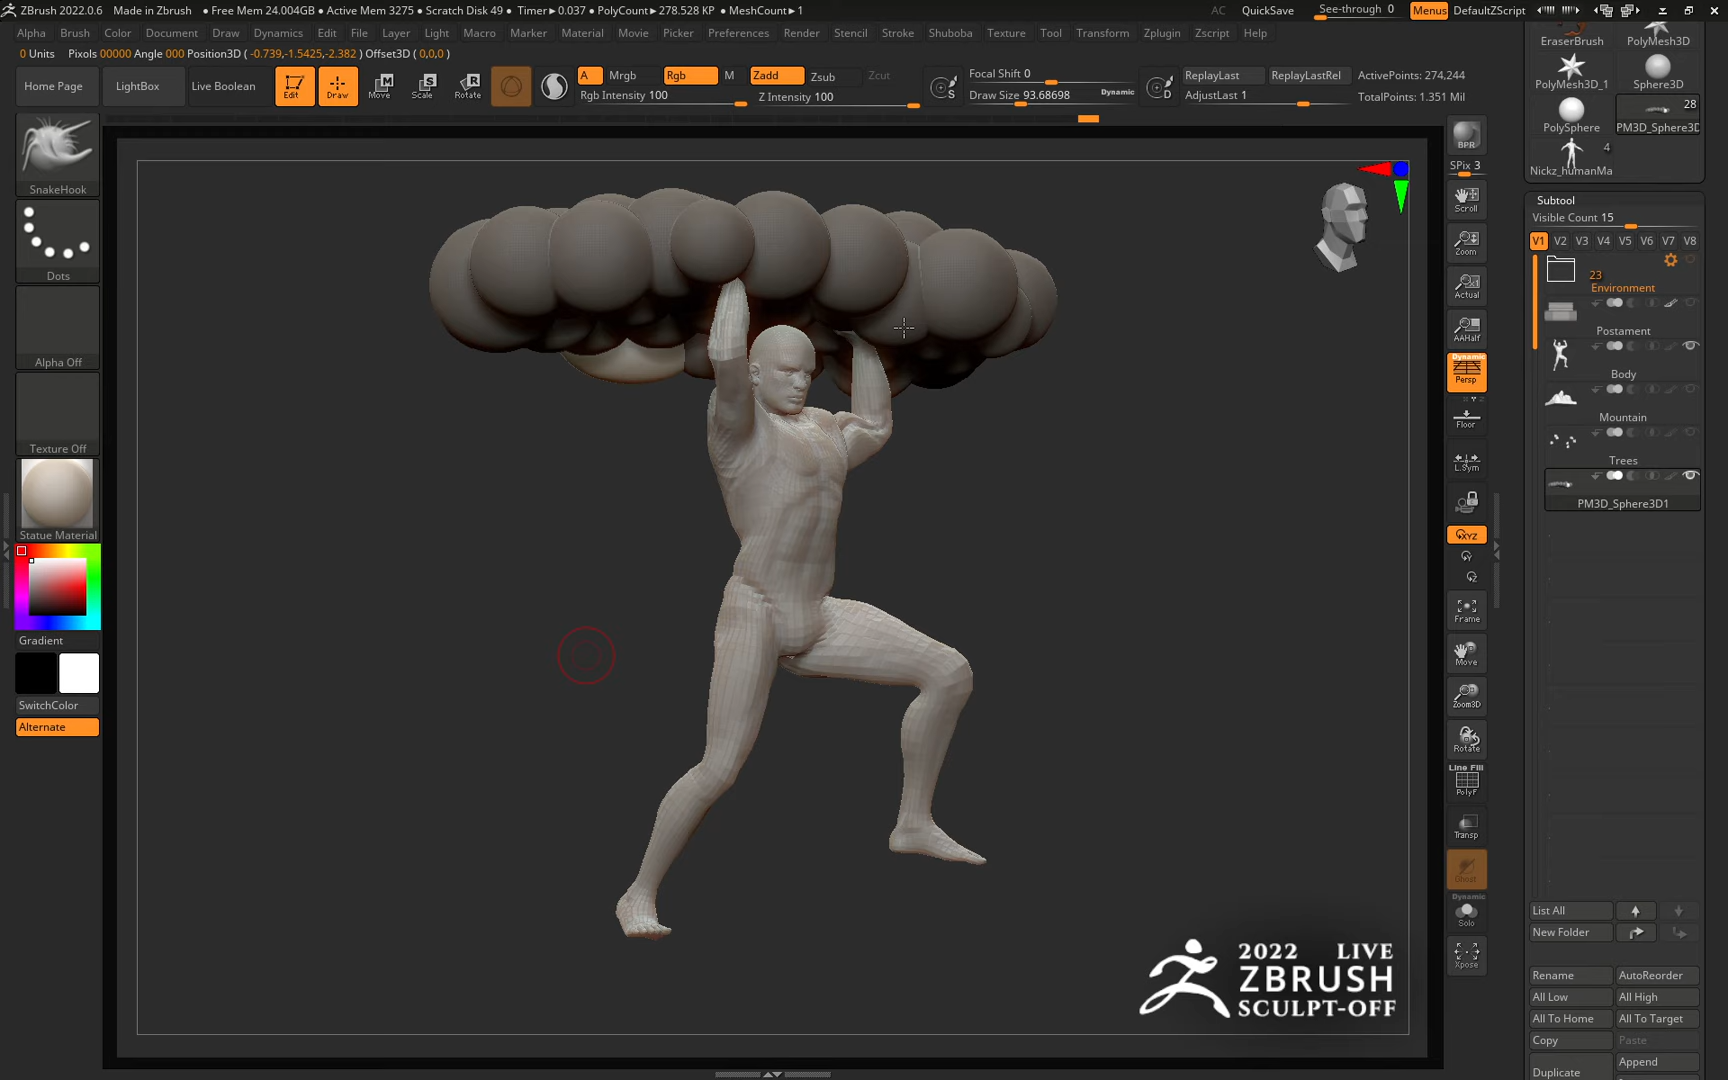 ZBrush 2022.0.6 Made in Zbrush • Free Mem 24.004GB • Active Mem 3275 • Scratch Disk 49 • Timer▸0.037 • PolyCount▸278.528 KP • MeshCount▸1 AC QuickSave See-through 0 Menus DefaultZScript
Alpha Brush Color Document Draw Dynamics Edit File Layer Light Macro Marker Material Movie Picker Preferences Render Stencil Stroke Shuboba Texture Tool Transform Zplugin Zscript Help
0 Units Pixols 00000 Angle 000 Position3D ( -0.739,-1.5425,-2.382 ) Offset3D ( 0,0,0 )
Home Page LightBox Live Boolean Edit Draw Move Scale Rotate
A Mrgb Rgb M Zadd Zsub Zcut
Rgb Intensity 100 Z Intensity 100
S Focal Shift 0
Draw Size 93.68698 Dynamic D
ReplayLast ReplayLastRel ActivePoints: 274,244
AdjustLast 1 TotalPoints: 1.351 Mil
SnakeHook
Dots
Alpha Off
Texture Off
Statue Material
Gradient
SwitchColor
Alternate
2022 LIVE
ZBRUSH
SCULPT-OFF
BPR
SPix 3
Scroll
Zoom
Actual
AAHalf
Dynamic
Persp
Floor
L.Sym
XYZ
Y
Z
Frame
Move
Zoom3D
Rotate
Line Fill
PolyF
Transp
Ghost
Dynamic
Solo
Xpose
EraserBrush PolyMesh3D
PolyMesh3D_1 Sphere3D
28
PolySphere PM3D_Sphere3D
4
Nickz_humanMa
Subtool
Visible Count 15
V1 V2 V3 V4 V5 V6 V7 V8
23
Environment
Postament
Body
Mountain
Trees
PM3D_Sphere3D1
List All
New Folder
Rename AutoReorder
All Low All High
All To Home All To Target
Copy Paste
Append
Duplicate